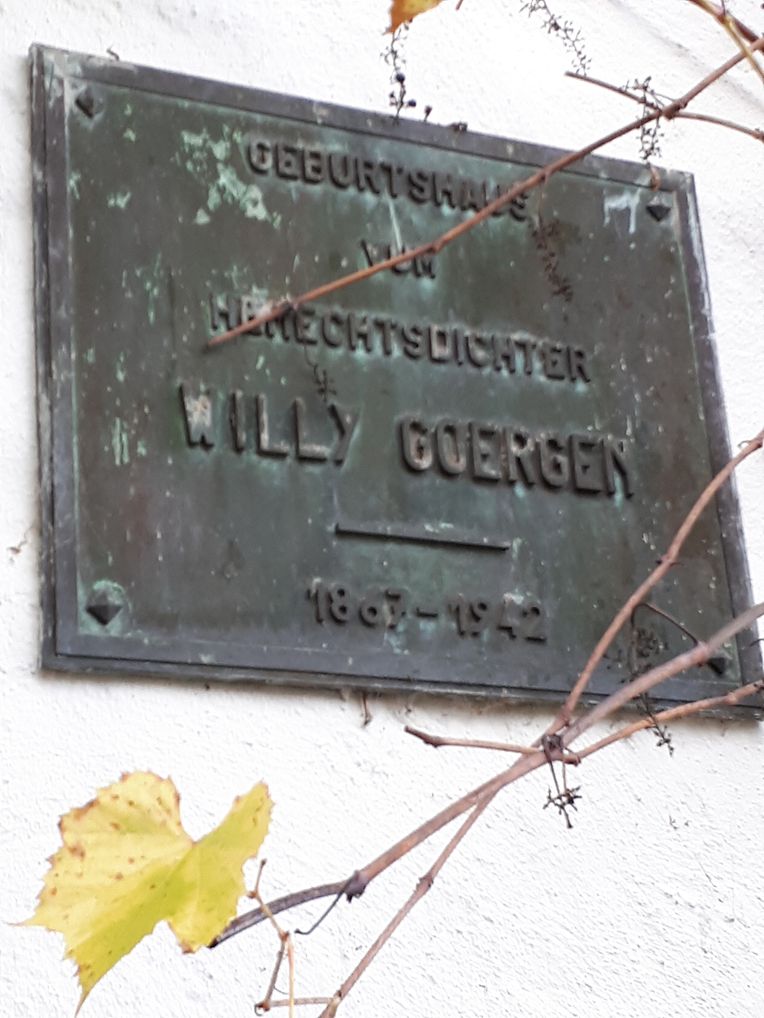 GEBURTSHAUS
VUM
HEMECHTSDICHTER
WILLY GOERGEN
1867-1942